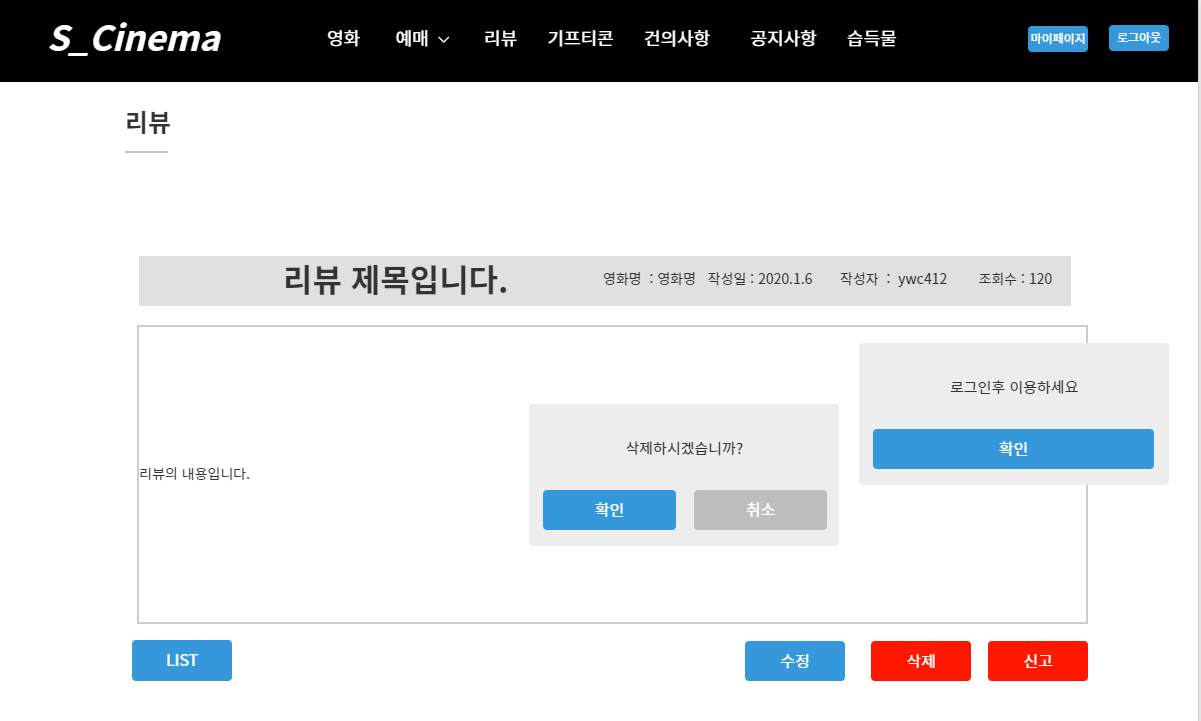 S_Cinema 영화 예매 리뷰 기프티콘 건의사항 공지사항 습득물 마이페이지 로그아웃
리뷰
리뷰 제목입니다. 영화명 : 영화명 작성일 : 2020.1.6 작성자 : ywc412 조회수 : 120
로그인후 이용하세요
확인
삭제하시겠습니까?
확인 취소
리뷰의 내용입니다.
LIST 수정 삭제 신고